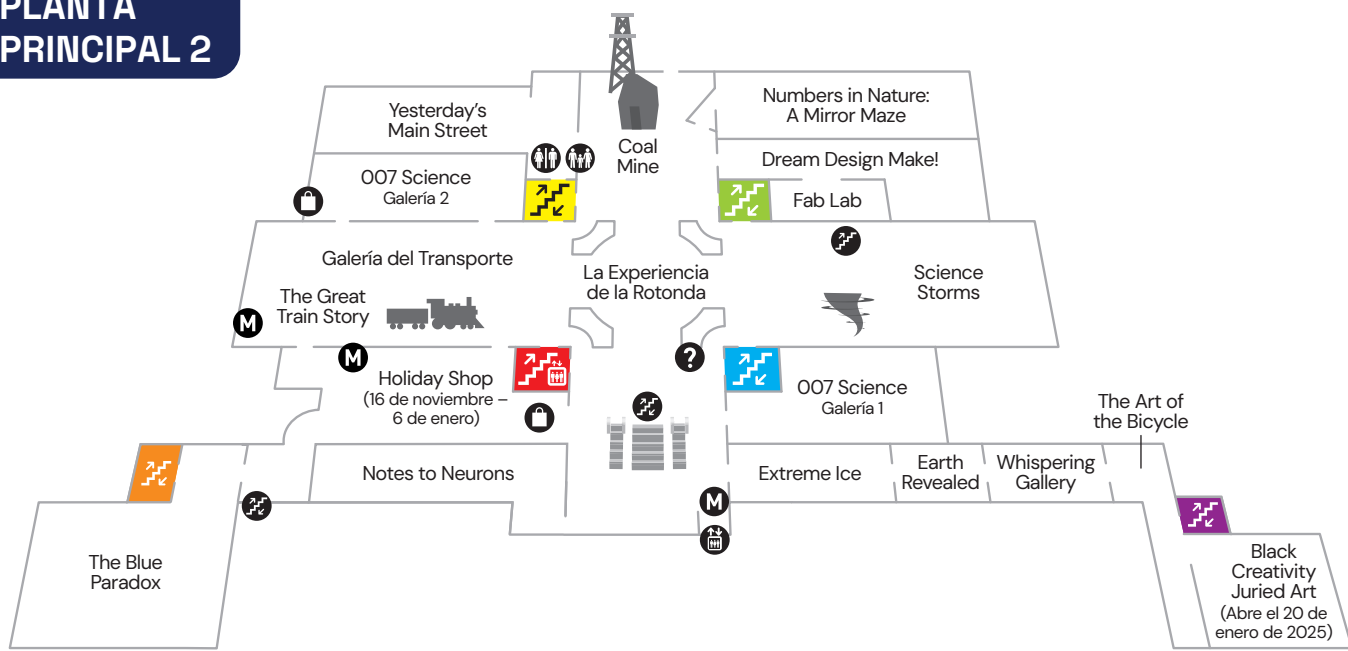 PLANTA
PRINCIPAL 2
Yesterday's
Main Street
Coal
Mine
Numbers in Nature:
A Mirror Maze
007 Science
Galería 2
Dream Design Make!
Fab Lab
Galería del Transporte
La Experiencia
de la Rotonda
Science
Storms
The Great
Train Story
M
M
?
Holiday Shop
(16 de noviembre –
6 de enero)
007 Science
Galería 1
The Art of
the Bicycle
Notes to Neurons
Extreme Ice
Earth
Revealed
Whispering
Gallery
M
The Blue
Paradox
Black
Creativity
Juried Art
(Abre el 20 de
enero de 2025)